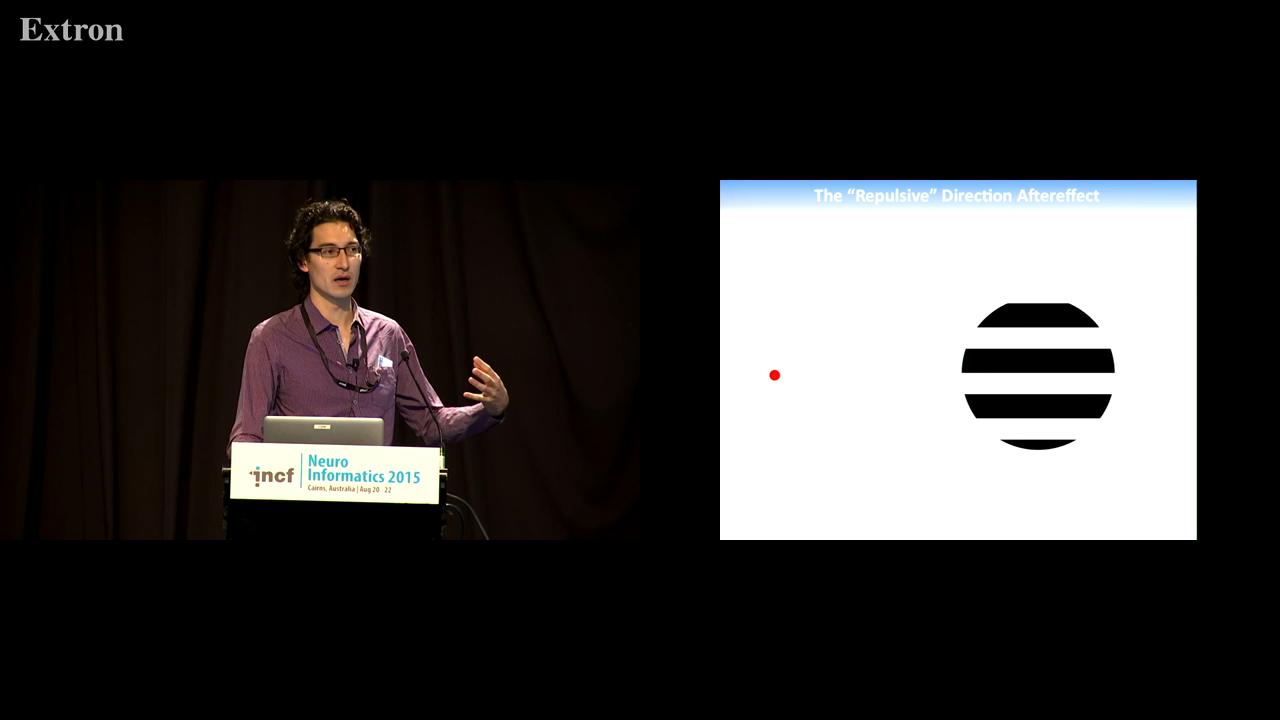 Extron
The “Repulsive” Direction Aftereffect
incf
Neuro
Informatics 2015
Cairns, Australia | Aug 20 - 22